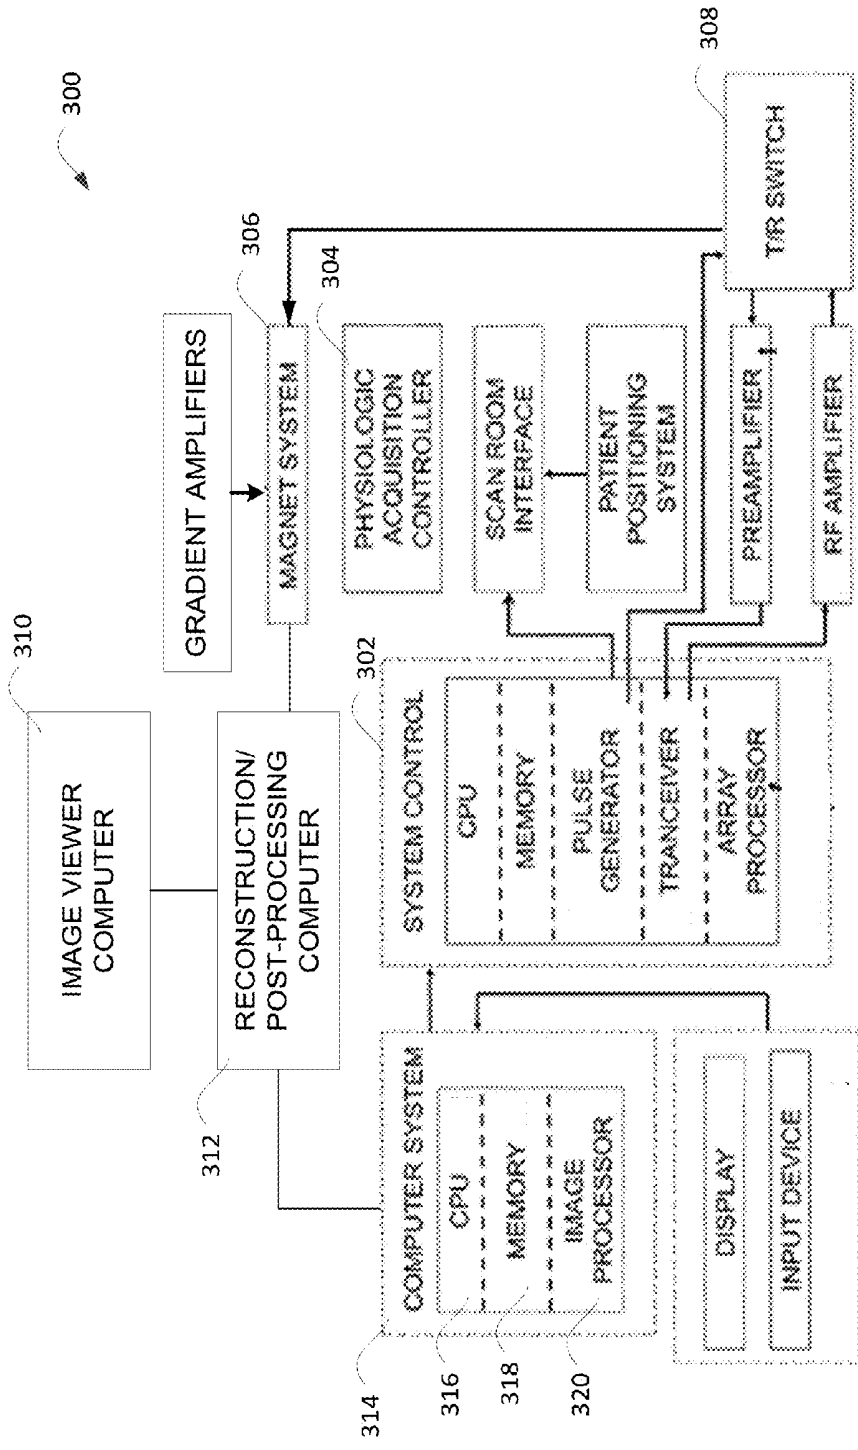 300
310
IMAGE VIEWER
COMPUTER
GRADIENT AMPLIFIERS
306
312
RECONSTRUCTION/
POST-PROCESSING
COMPUTER
MAGNET SYSTEM
304
308
314
COMPUTER SYSTEM
316
CPU
318
MEMORY
320
IMAGE
PROCESSOR
302
SYSTEM CONTROL
CPU
MEMORY
PULSE
GENERATOR
TRANCEIVER
ARRAY
PROCESSOR
PHYSIOLOGIC
ACQUISITION
CONTROLLER
SCAN ROOM
INTERFACE
PATIENT
POSITIONING
SYSTEM
T/R SWITCH
DISPLAY
INPUT DEVICE
PREAMPLIFIER
RF AMPLIFIER